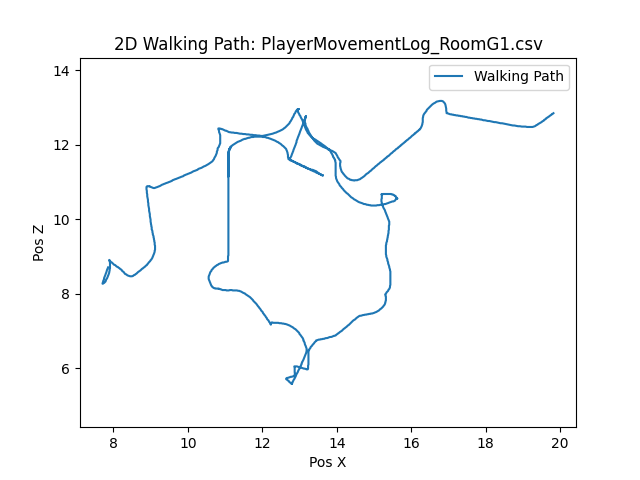 2D Walking Path: PlayerMovementLog_RoomG1.csv
Walking Path
14
12
10
8
6
Pos Z
8 10 12 14 16 18 20
Pos X